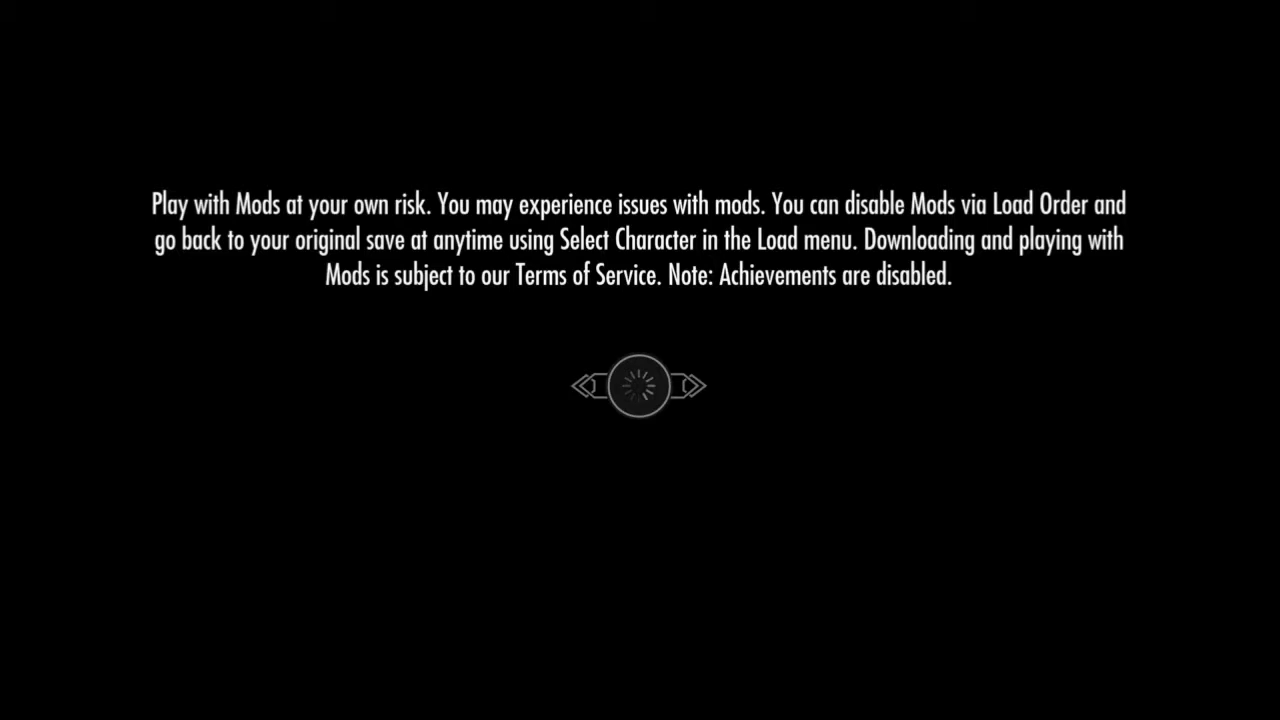 Play with Mods at your own risk. You may experience issues with mods. You can disable Mods via Load Order and
go back to your original save at anytime using Select Character in the Load menu. Downloading and playing with
Mods is subject to our Terms of Service. Note: Achievements are disabled.